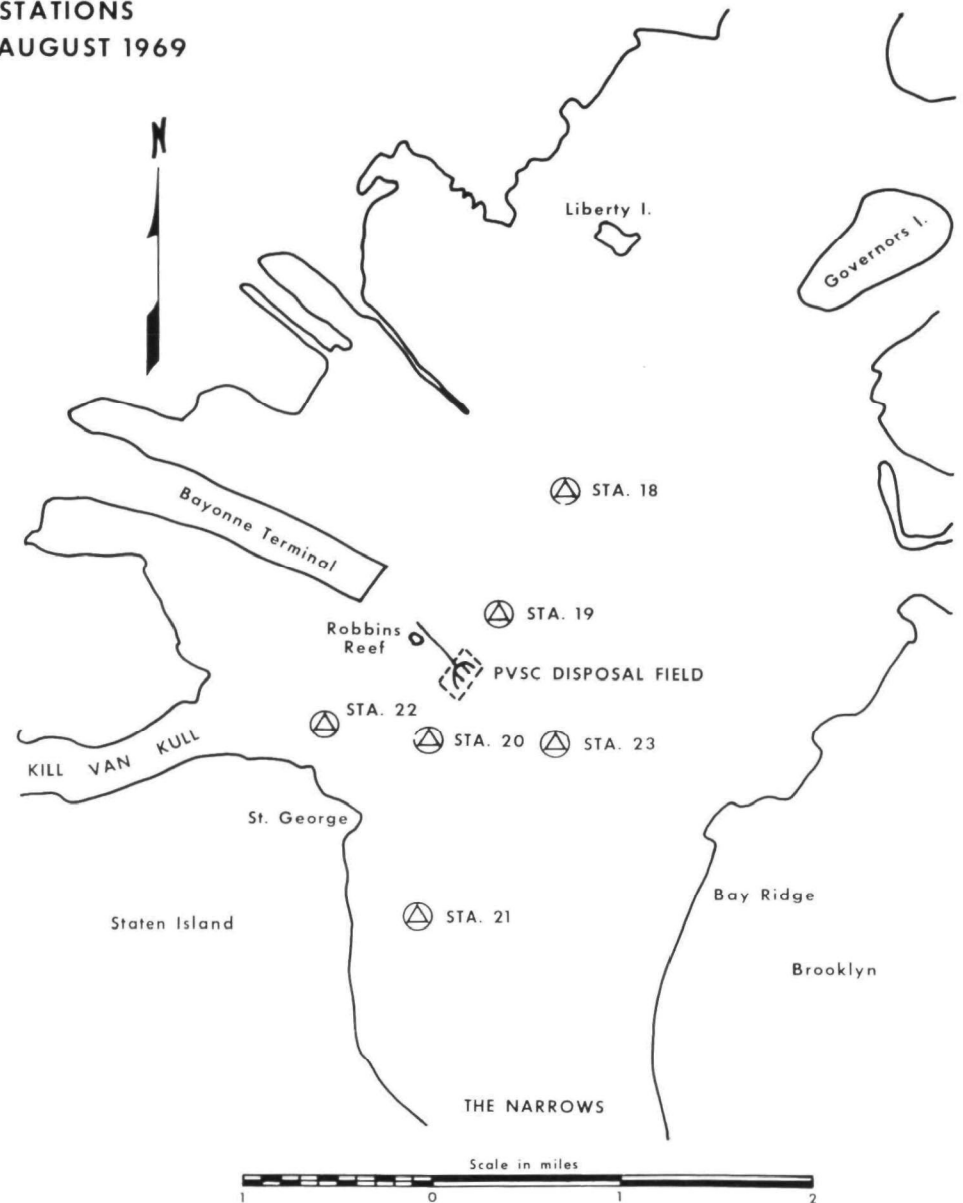 STATIONS
AUGUST 1969
N
Liberty I.
Governors I.
STA. 18
Bayonne Terminal
STA. 19
Robbins
Reef
PVSC DISPOSAL FIELD
STA. 22
STA. 20
STA. 23
KILL VAN KULL
St. George
Bay Ridge
Staten Island
STA. 21
Brooklyn
THE NARROWS
Scale in miles
1 0 1 2